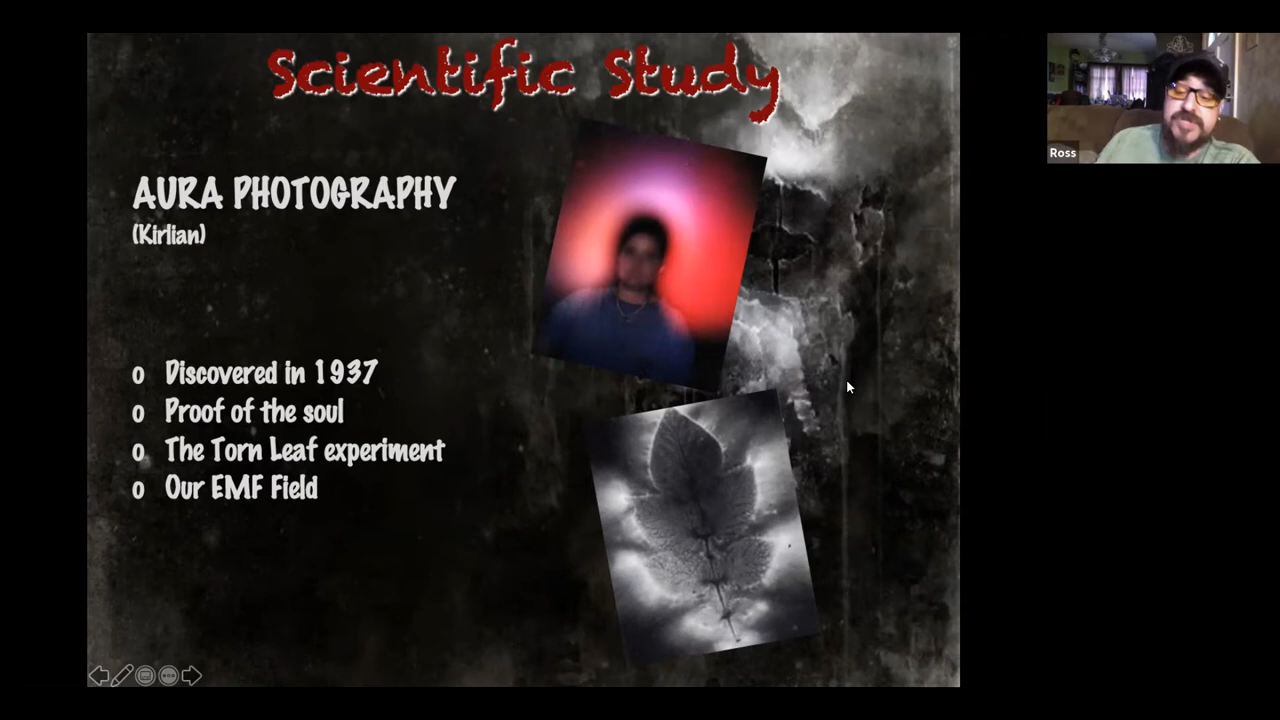 Scientific Study
AURA PHOTOGRAPHY
(Kirlian)
o Discovered in 1937
o Proof of the soul
o The Torn Leaf experiment
o Our EMF Field
Ross